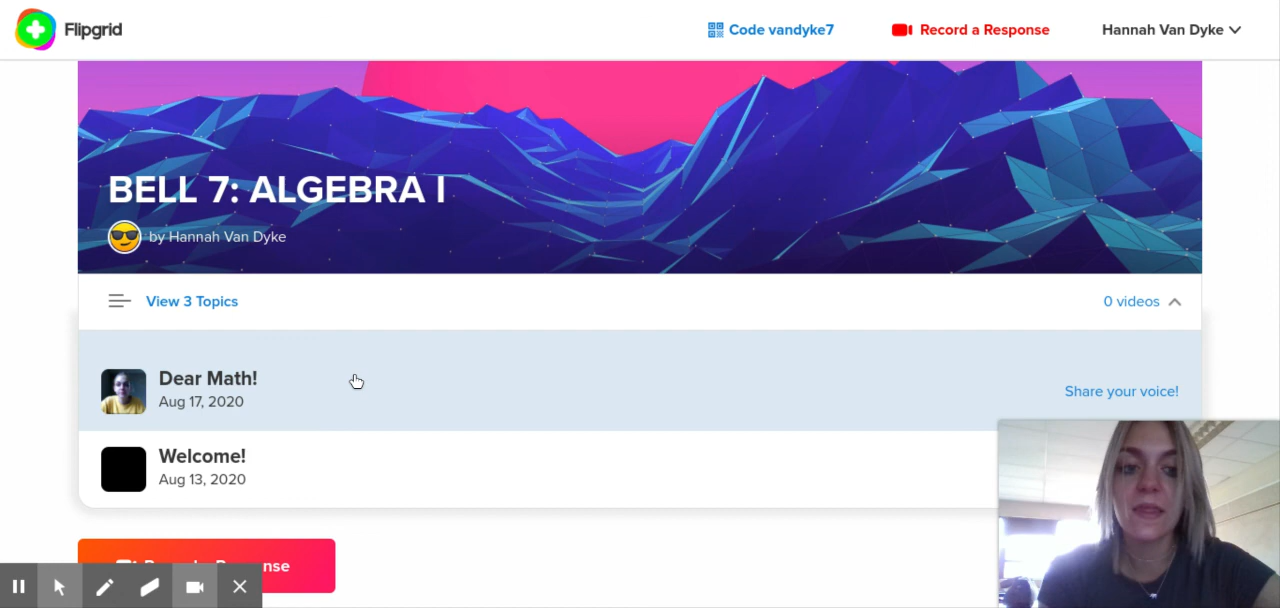 Flipgrid
Code vandyke7
Record a Response
Hannah Van Dyke
BELL 7: ALGEBRA I
by Hannah Van Dyke
View 3 Topics
0 videos
Dear Math!
Aug 17, 2020
Share your voice!
Welcome!
Aug 13, 2020